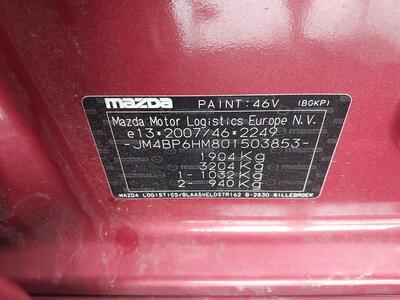 mazda PAINT:46V (BGKP)
Mazda Motor Logistics Europe N.V.
e13*2007/46*2249
-JM4BP6HM801503853-
1904 Kg
3204 Kg
1- 1032 Kg
2- 940 Kg
MAZDA LOGISTICS/BLAASVELDSTR162 B-2830 WILLEBROEK